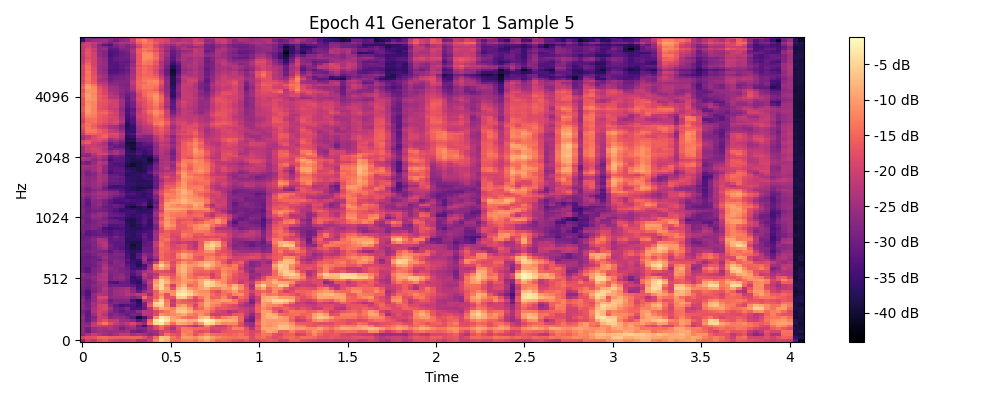 Epoch 41 Generator 1 Sample 5
Hz
4096
2048
1024
512
0
0 0.5 1 1.5 2 2.5 3 3.5 4
Time
-5 dB
-10 dB
-15 dB
-20 dB
-25 dB
-30 dB
-35 dB
-40 dB